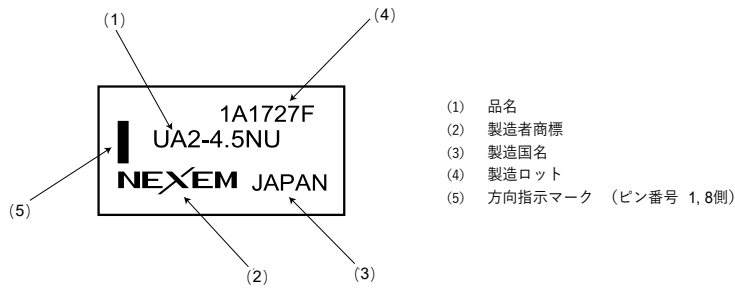 (1)
(4)
1A1727F
UA2-4.5NU
NEXEM JAPAN
(5)
(2)
(3)
(1) 品名
(2) 製造者商標
(3) 製造国名
(4) 製造ロット
(5) 方向指示マーク （ピン番号 1, 8側）